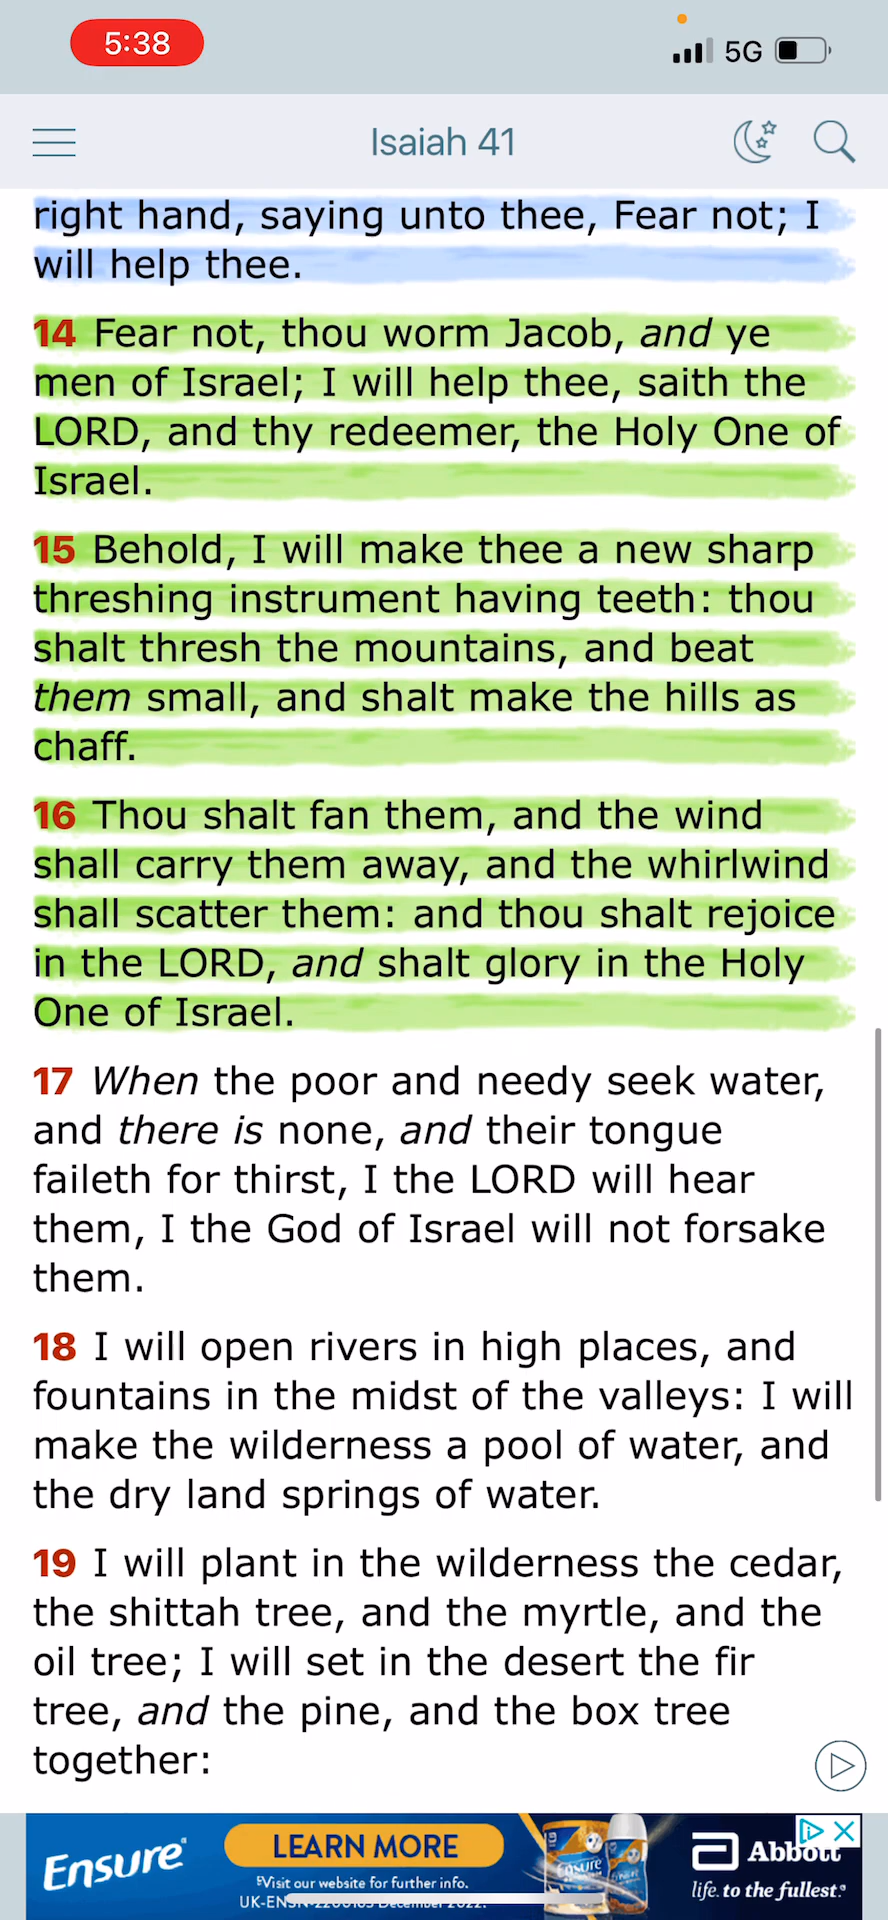 5:38
5G
Isaiah 41
right hand, saying unto thee, Fear not; I
will help thee.
14 Fear not, thou worm Jacob, and ye
men of Israel; I will help thee, saith the
LORD, and thy redeemer, the Holy One of
Israel.
15 Behold, I will make thee a new sharp
threshing instrument having teeth: thou
shalt thresh the mountains, and beat
them small, and shalt make the hills as
chaff.
16 Thou shalt fan them, and the wind
shall carry them away, and the whirlwind
shall scatter them: and thou shalt rejoice
in the LORD, and shalt glory in the Holy
One of Israel.
17 When the poor and needy seek water,
and there is none, and their tongue
faileth for thirst, I the LORD will hear
them, I the God of Israel will not forsake
them.
18 I will open rivers in high places, and
fountains in the midst of the valleys: I will
make the wilderness a pool of water, and
the dry land springs of water.
19 I will plant in the wilderness the cedar,
the shittah tree, and the myrtle, and the
oil tree; I will set in the desert the fir
tree, and the pine, and the box tree
together:
Ensure
LEARN MORE
Visit our website for further info.
December 2022.
Ensure
Abbott
life. to the fullest.